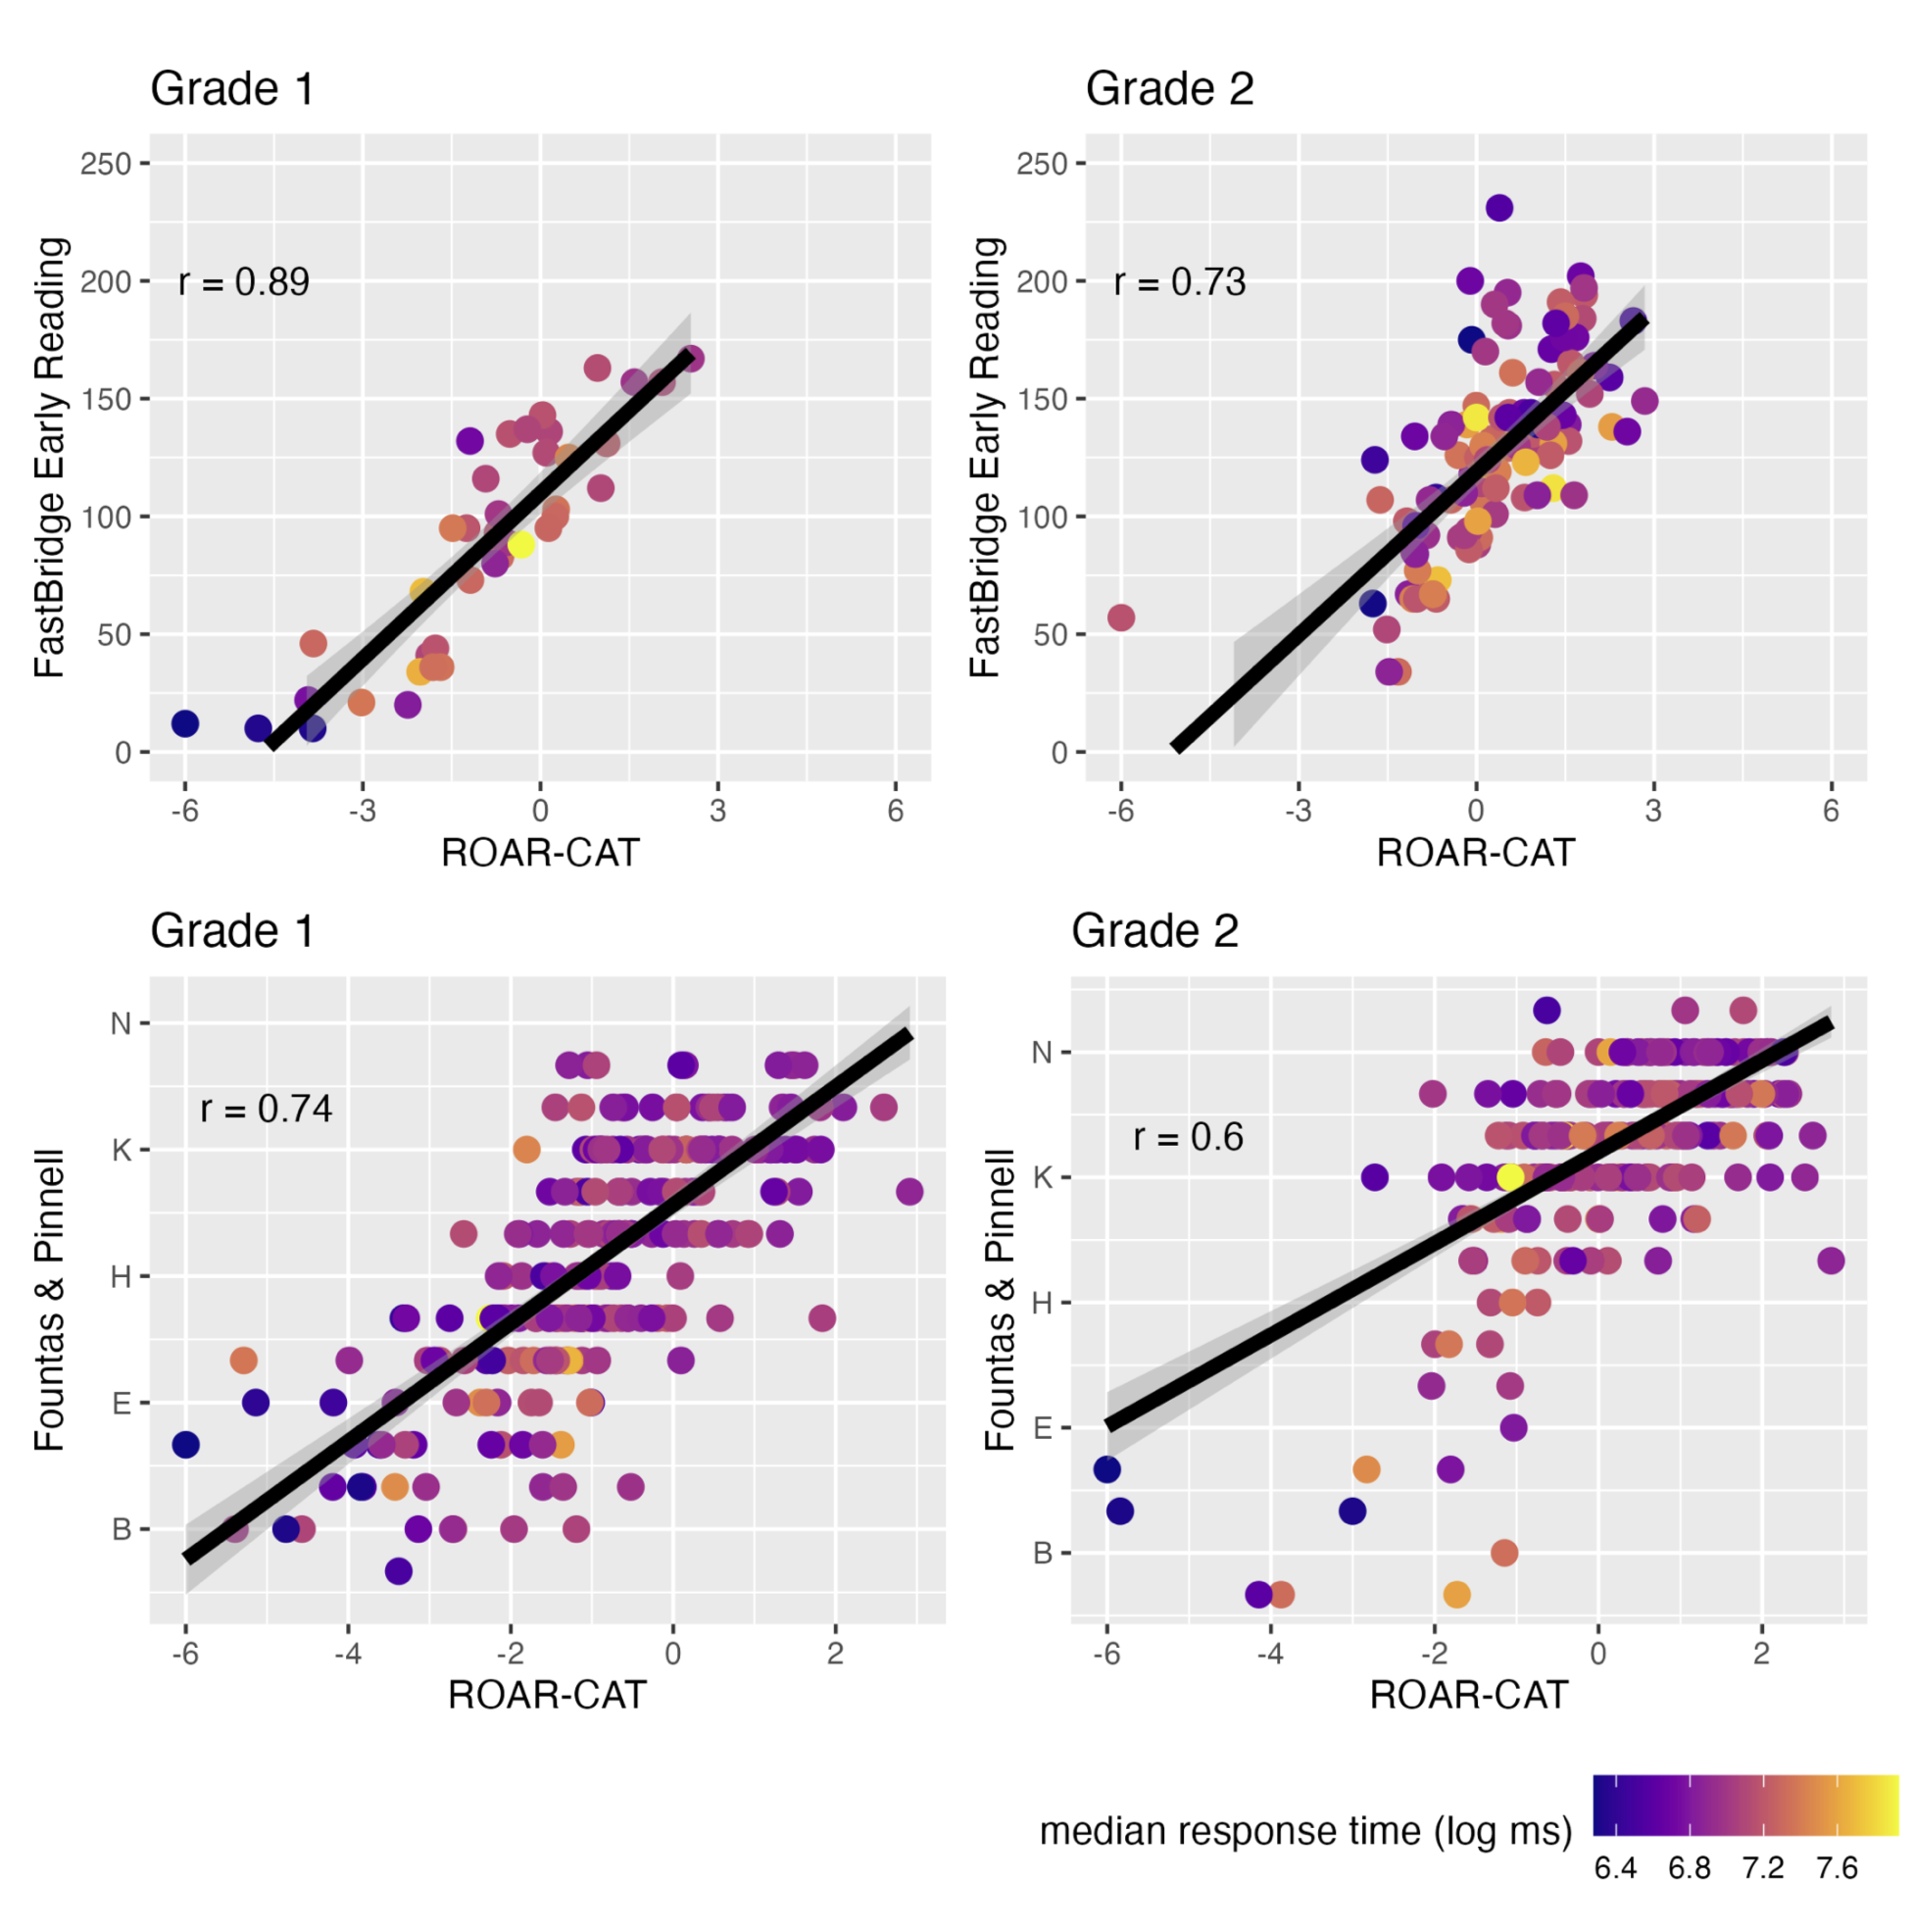 Grade 1
250
200
150
100
50
0
r = 0.89
FastBridge Early Reading
-6 -3 0 3 6
ROAR-CAT
Grade 2
250
200
150
100
50
0
r = 0.73
FastBridge Early Reading
-6 -3 0 3 6
ROAR-CAT
Grade 1
N
K
H
E
B
r = 0.74
Fountas & Pinnell
-6 -4 -2 0 2
ROAR-CAT
Grade 2
N
K
H
E
B
r = 0.6
Fountas & Pinnell
-6 -4 -2 0 2
ROAR-CAT
median response time (log ms)
6.4 6.8 7.2 7.6